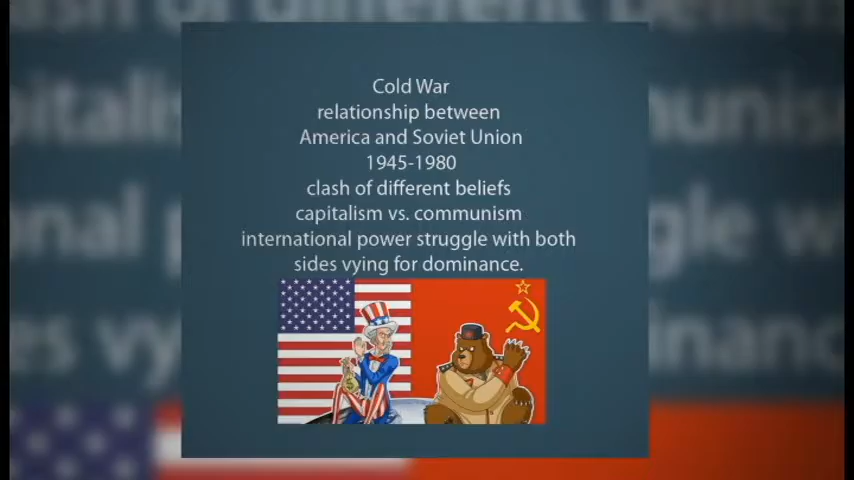 Cold War
relationship between
America and Soviet Union
1945-1980
clash of different beliefs
capitalism vs. communism
international power struggle with both
sides vying for dominance.